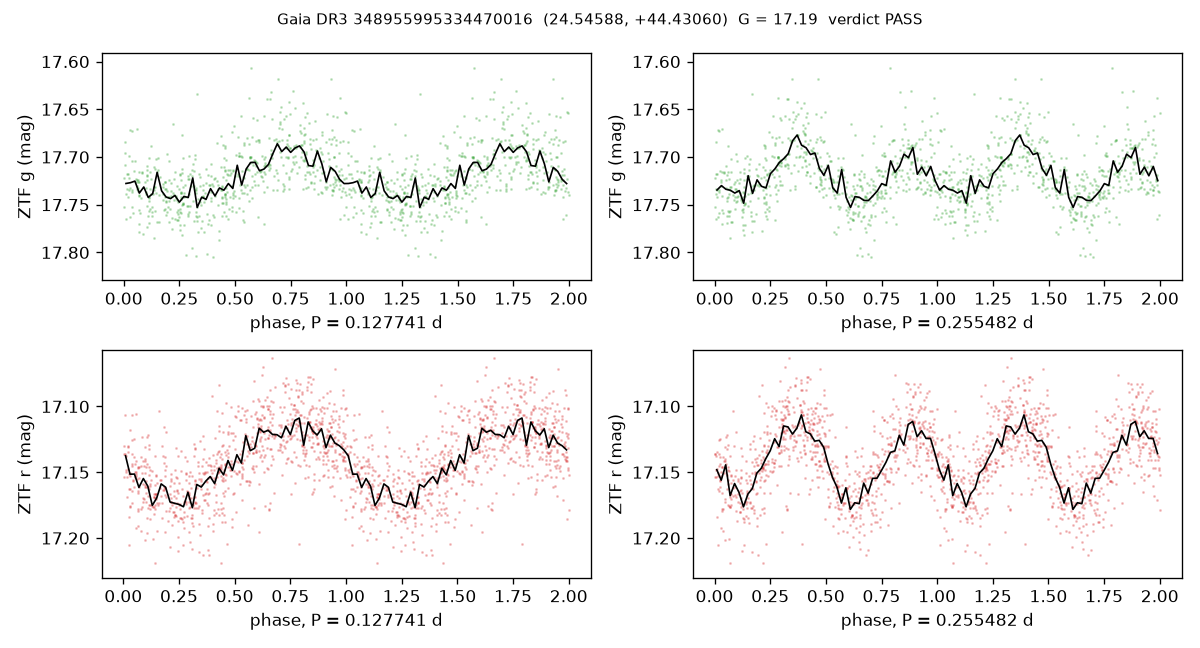 Gaia DR3 348955995334470016 (24.54588, +44.43060) G = 17.19 verdict PASS
ZTF g (mag)
17.60
17.65
17.70
17.75
17.80
0.00 0.25 0.50 0.75 1.00 1.25 1.50 1.75 2.00
phase, P = 0.127741 d
ZTF g (mag)
17.60
17.65
17.70
17.75
17.80
0.00 0.25 0.50 0.75 1.00 1.25 1.50 1.75 2.00
phase, P = 0.255482 d
ZTF r (mag)
17.10
17.15
17.20
0.00 0.25 0.50 0.75 1.00 1.25 1.50 1.75 2.00
phase, P = 0.127741 d
ZTF r (mag)
17.10
17.15
17.20
0.00 0.25 0.50 0.75 1.00 1.25 1.50 1.75 2.00
phase, P = 0.255482 d